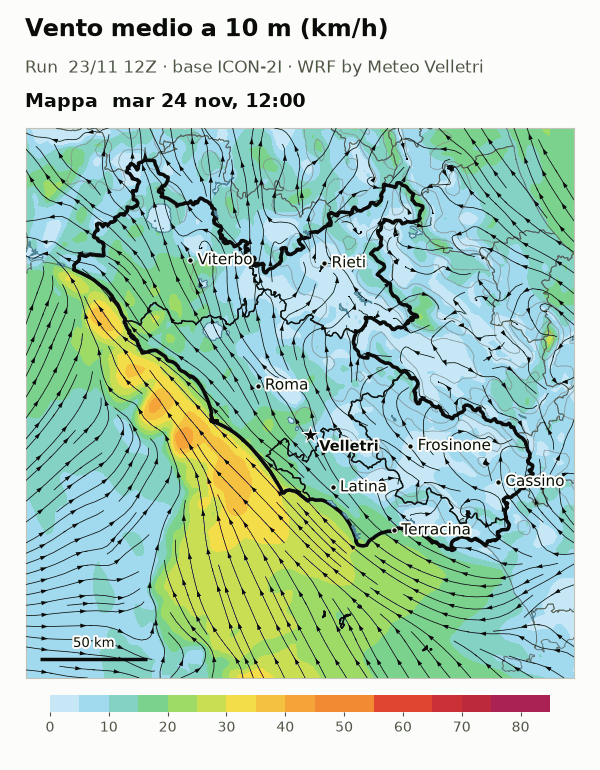 Vento medio a 10 m (km/h)
Run 23/11 12Z · base ICON-2I · WRF by Meteo Velletri
Mappa mar 24 nov, 12:00
Viterbo
Rieti
Roma
Velletri
Frosinone
Cassino
Latina
Terracina
50 km
0 10 20 30 40 50 60 70 80